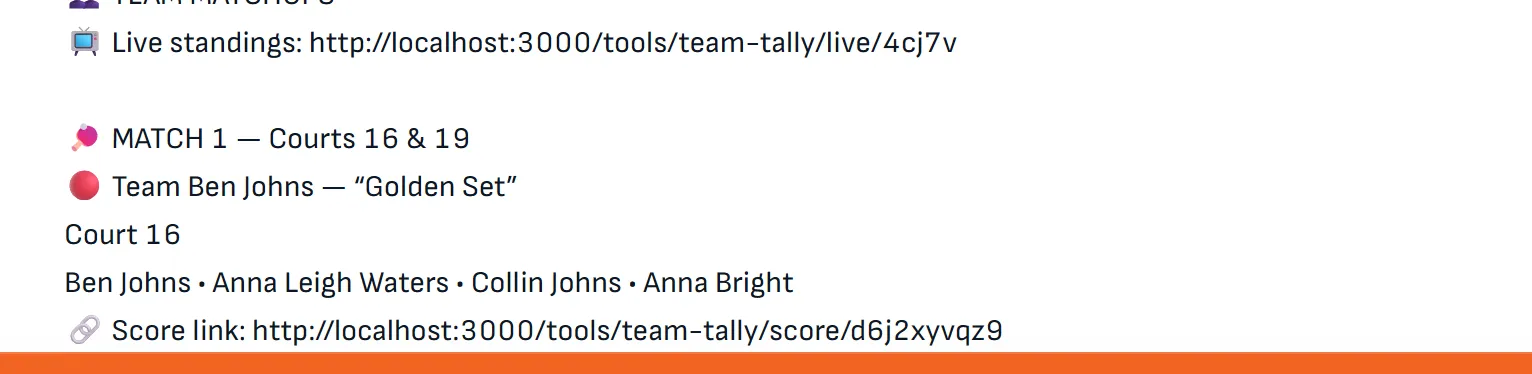 TEAM MATCHUPS
📺 Live standings: http://localhost:3000/tools/team-tally/live/4cj7v
🏓 MATCH 1 — Courts 16 & 19
🔴 Team Ben Johns — “Golden Set”
Court 16
Ben Johns • Anna Leigh Waters • Collin Johns • Anna Bright
🔗 Score link: http://localhost:3000/tools/team-tally/score/d6j2xyvqz9